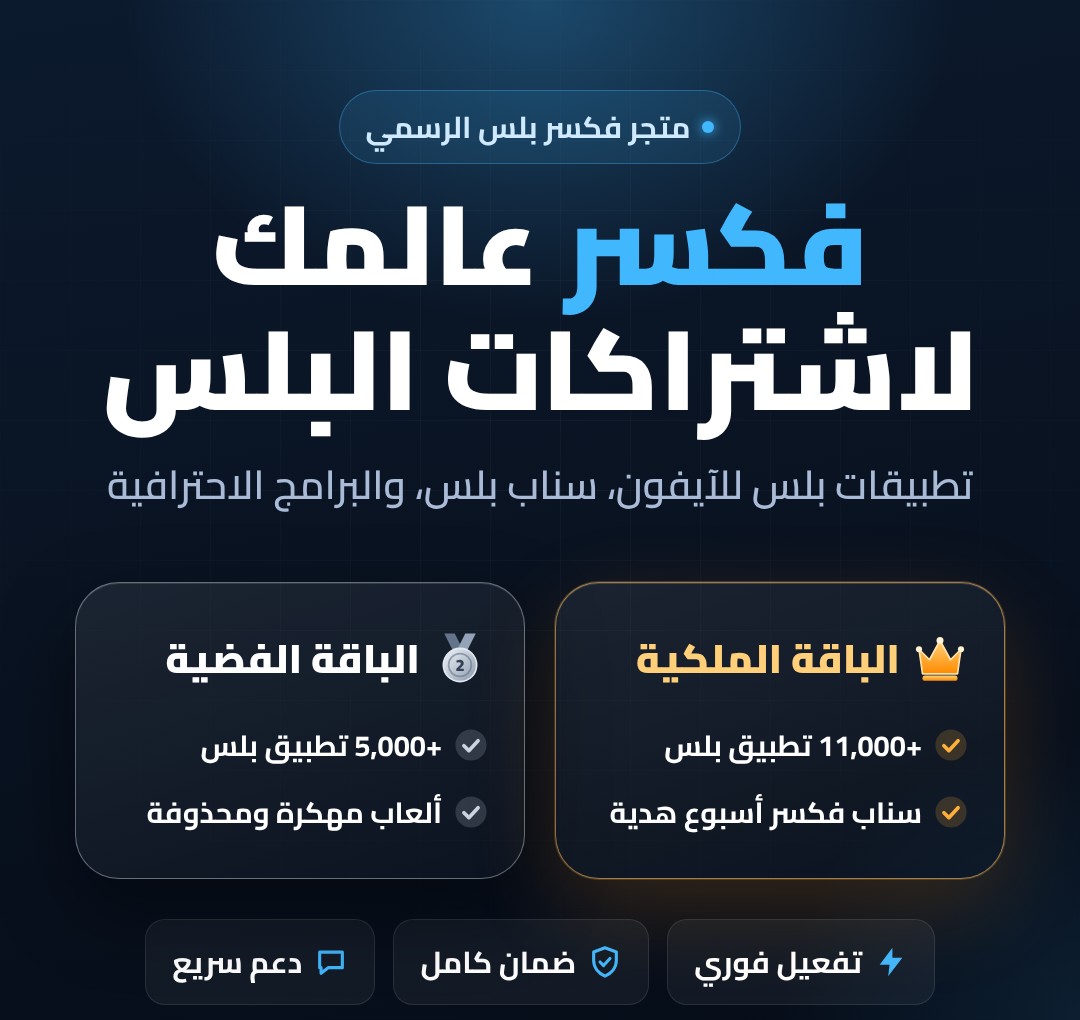 متجر فكسر بلس الرسمي
فكسر عالمك
لاشتراكات البلس
تطبيقات بلس للآيفون، سناب بلس، والبرامج الاحترافية
الباقة الملكية
+11,000 تطبيق بلس
سناب فكسر أسبوع هدية
2
الباقة الفضية
+5,000 تطبيق بلس
ألعاب مهكرة ومحذوفة
تفعيل فوري
ضمان كامل
دعم سريع